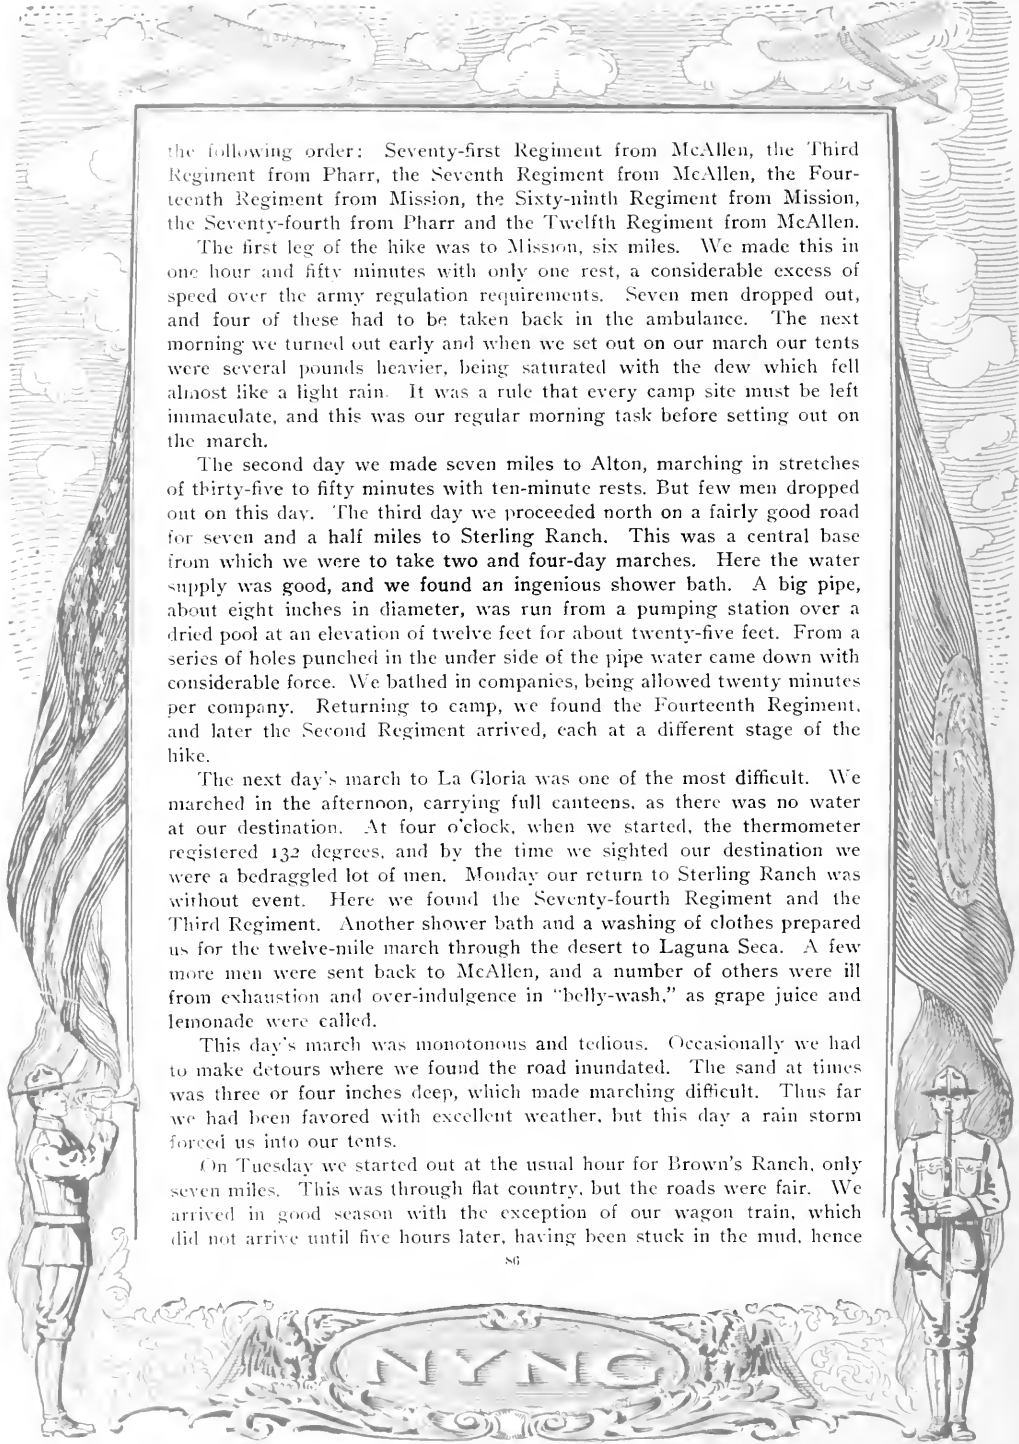 the following order: Seventy-first Regiment from McAllen, the Third
Regiment from Pharr, the Seventh Regiment from McAllen, the Four-
teenth Regiment from Mission, the Sixty-ninth Regiment from Mission,
the Seventy-fourth from Pharr and the Twelfth Regiment from McAllen.
The first leg of the hike was to Mission, six miles. We made this in
one hour and fifty minutes with only one rest, a considerable excess of
speed over the army regulation requirements. Seven men dropped out,
and four of these had to be taken back in the ambulance. The next
morning we turned out early and when we set out on our march our tents
were several pounds heavier, being saturated with the dew which fell
almost like a light rain. It was a rule that every camp site must be left
immaculate, and this was our regular morning task before setting out on
the march.
The second day we made seven miles to Alton, marching in stretches
of thirty-five to fifty minutes with ten-minute rests. But few men dropped
out on this day. The third day we proceeded north on a fairly good road
for seven and a half miles to Sterling Ranch. This was a central base
from which we were to take two and four-day marches. Here the water
supply was good, and we found an ingenious shower bath. A big pipe,
about eight inches in diameter, was run from a pumping station over a
dried pool at an elevation of twelve feet for about twenty-five feet. From a
series of holes punched in the under side of the pipe water came down with
considerable force. We bathed in companies, being allowed twenty minutes
per company. Returning to camp, we found the Fourteenth Regiment,
and later the Second Regiment arrived, each at a different stage of the
hike.
The next day's march to La Gloria was one of the most difficult. We
marched in the afternoon, carrying full canteens, as there was no water
at our destination. At four o'clock, when we started, the thermometer
registered 132 degrees, and by the time we sighted our destination we
were a bedraggled lot of men. Monday our return to Sterling Ranch was
without event. Here we found the Seventy-fourth Regiment and the
Third Regiment. Another shower bath and a washing of clothes prepared
us for the twelve-mile march through the desert to Laguna Seca. A few
more men were sent back to McAllen, and a number of others were ill
from exhaustion and over-indulgence in "belly-wash," as grape juice and
lemonade were called.
This day's march was monotonous and tedious. Occasionally we had
to make detours where we found the road inundated. The sand at times
was three or four inches deep, which made marching difficult. Thus far
we had been favored with excellent weather, but this day a rain storm
forced us into our tents.
On Tuesday we started out at the usual hour for Brown's Ranch, only
seven miles. This was through flat country, but the roads were fair. We
arrived in good season with the exception of our wagon train, which
did not arrive until five hours later, having been stuck in the mud, hence
86
NYNG